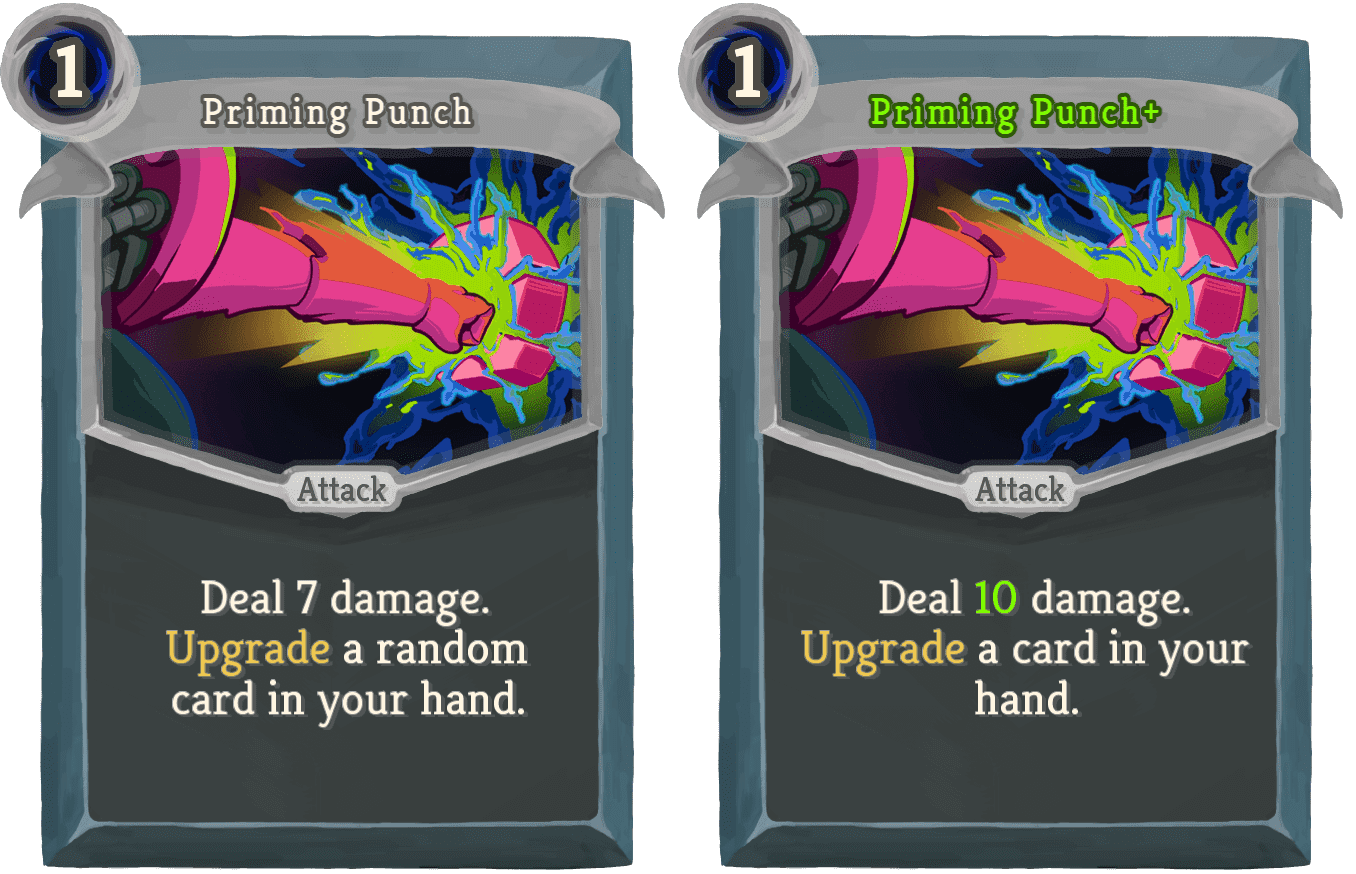 1
Priming Punch
Attack
Deal 7 damage.
Upgrade a random
card in your hand.
1
Priming Punch+
Attack
Deal 10 damage.
Upgrade a card in your
hand.